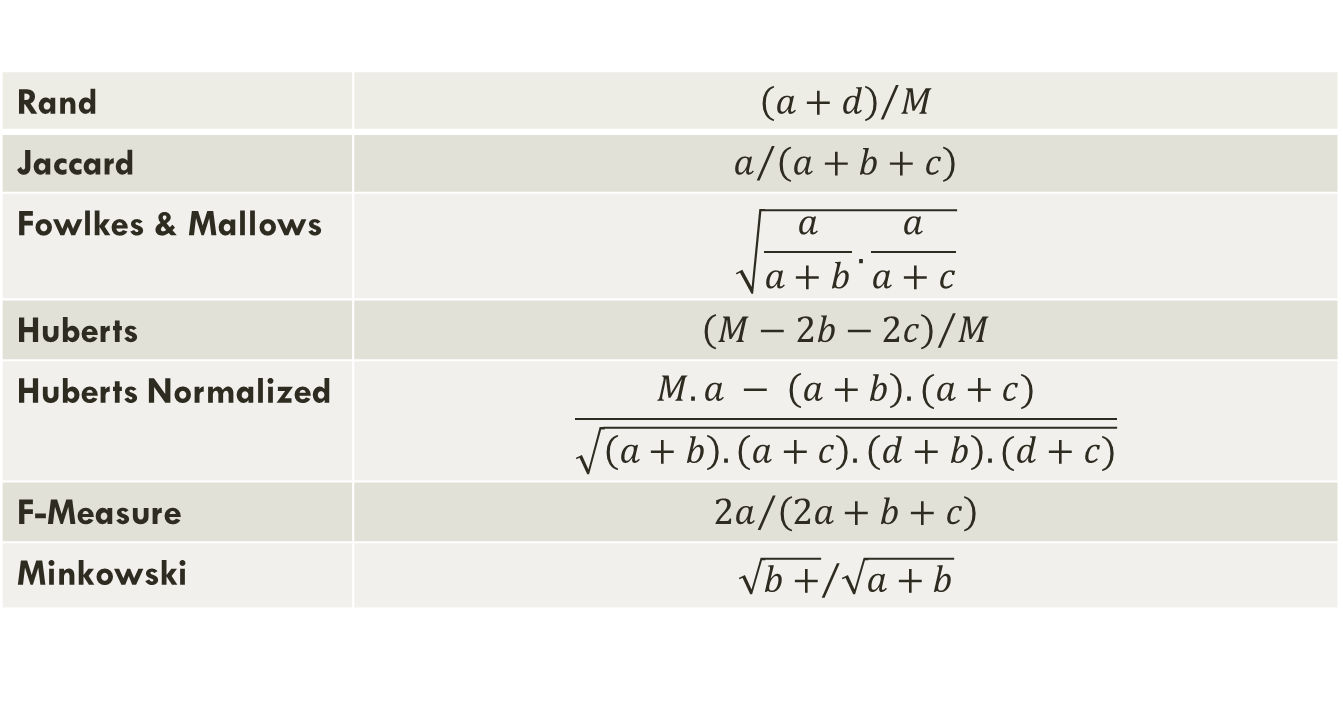 Rand (a + d)/M
Jaccard a/(a + b + c)
Fowlkes & Mallows √(a/(a + b) . a/(a + c))
Huberts (M − 2b − 2c)/M
Huberts Normalized M.a − (a + b).(a + c)
√(a + b).(a + c).(d + b).(d + c)
F-Measure 2a/(2a + b + c)
Minkowski √b +/√a + b